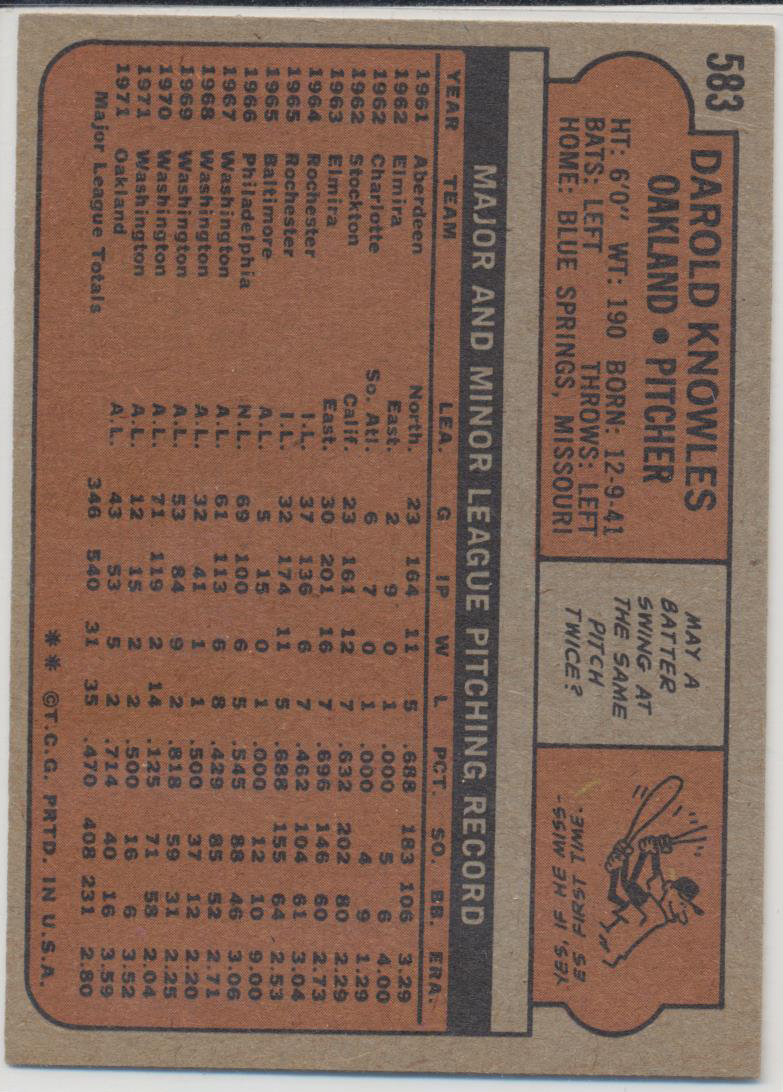 583
DAROLD KNOWLES
OAKLAND • PITCHER
HT: 6'0" WT: 190 BORN: 12-9-41
BATS: LEFT THROWS: LEFT
HOME: BLUE SPRINGS, MISSOURI
MAY A
BATTER
SWING AT
THE SAME
PITCH
TWICE?
YES, IF HE MISS-
ES FIRST TIME.
MAJOR AND MINOR LEAGUE PITCHING RECORD
YEAR TEAM LEA. G IP W L PCT. SO. BB. ERA.
1961 Aberdeen North. 23 164 11 5 .688 183 106 3.29
1962 Elmira East. 2 9 0 1 .000 5 6 4.00
1962 Charlotte So. Atl. 6 7 0 1 .000 4 9 1.29
1962 Stockton Calif. 23 161 12 7 .632 202 80 2.29
1963 Elmira East. 30 201 16 7 .696 146 60 2.73
1964 Rochester I.L. 37 136 6 7 .462 104 61 3.04
1965 Rochester I.L. 32 174 11 5 .688 155 64 2.53
1965 Baltimore A.L. 5 15 0 1 .000 12 10 9.00
1966 Philadelphia N.L. 69 100 6 5 .545 88 46 3.06
1967 Washington A.L. 61 113 6 8 .429 85 52 2.71
1968 Washington A.L. 32 41 1 1 .500 37 12 2.20
1969 Washington A.L. 53 84 9 2 .818 59 31 2.25
1970 Washington A.L. 71 119 2 14 .125 71 58 2.04
1971 Washington A.L. 12 15 2 2 .500 16 6 3.52
1971 Oakland A.L. 43 53 5 2 .714 40 16 3.59
Major League Totals 346 540 31 35 .470 408 231 2.80
** ©T.C.G. PRTD. IN U.S.A.